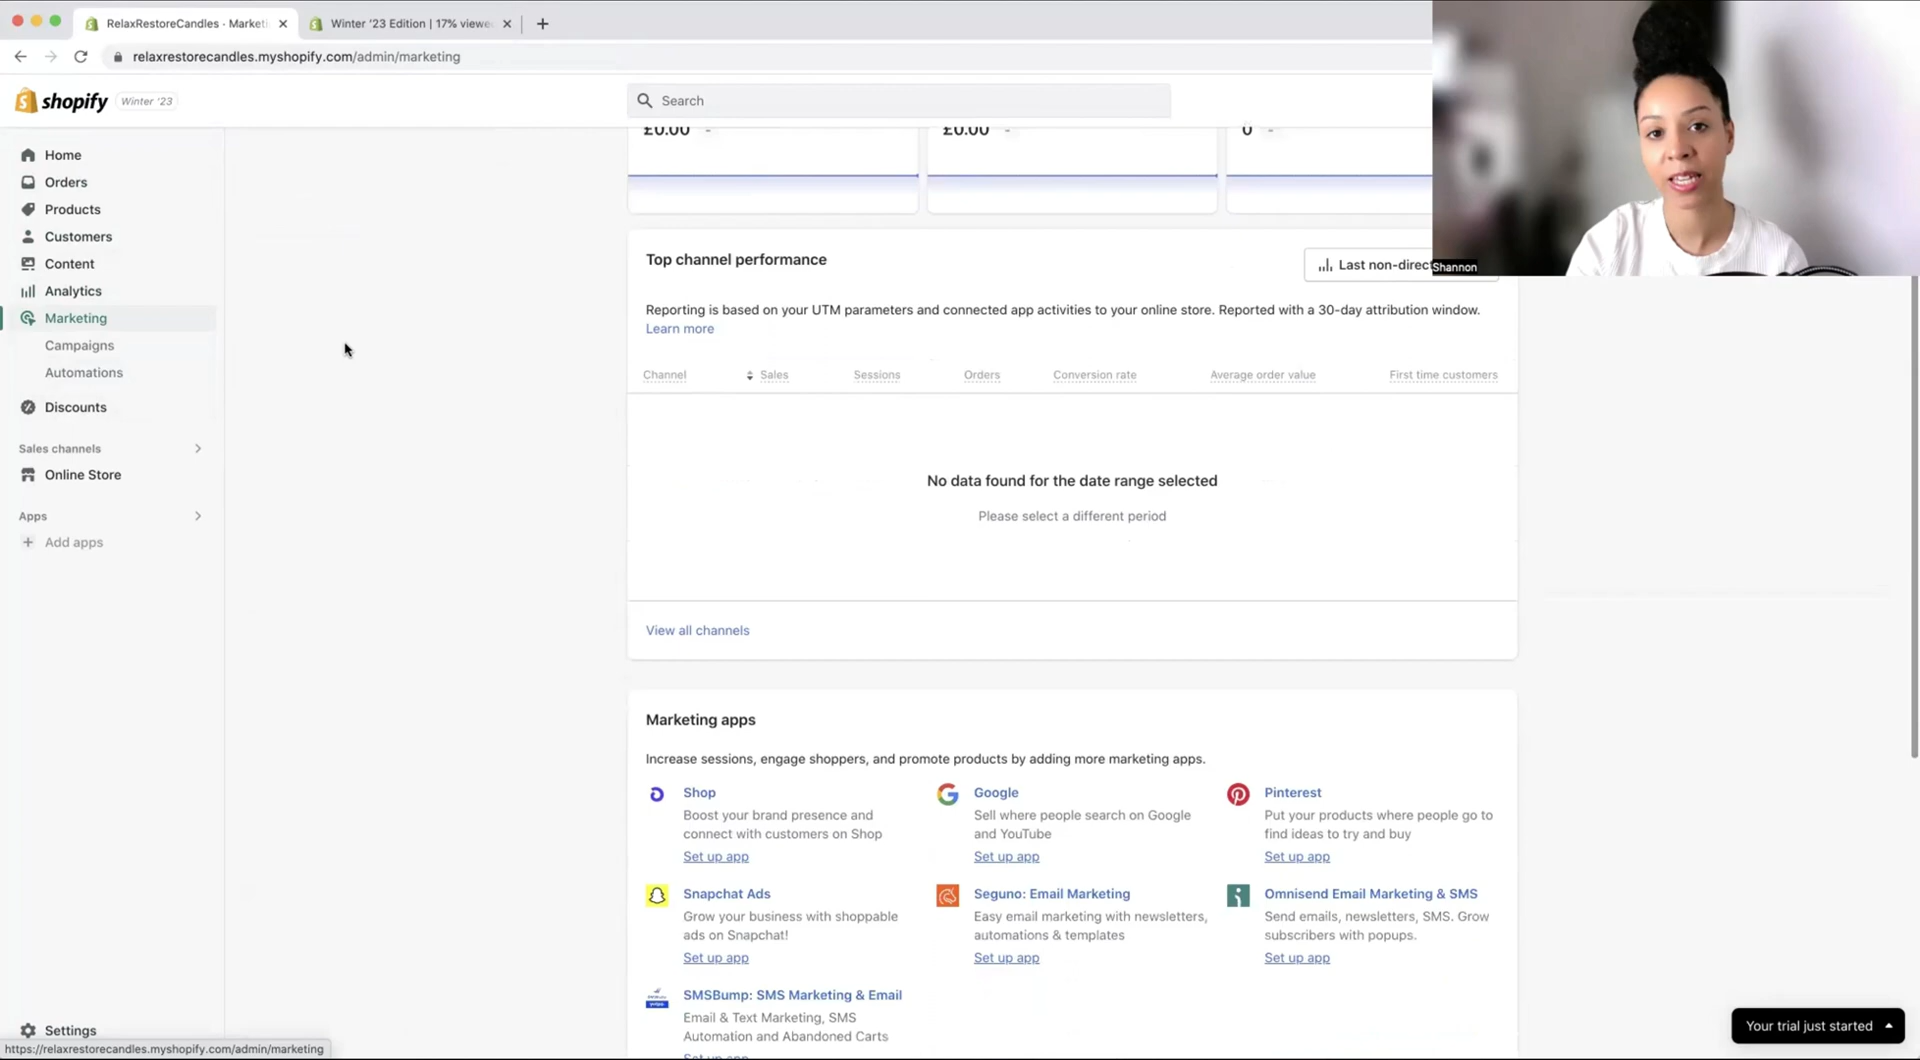 RelaxRestoreCandles · Marketi
Winter '23 Edition | 17% viewe
relaxrestorecandles.myshopify.com/admin/marketing
shopify
Winter '23
Search
Home
Orders
Products
Customers
Content
Analytics
Marketing
Campaigns
Automations
Discounts
Sales channels
Online Store
Apps
Add apps
Settings
https://relaxrestorecandles.myshopify.com/admin/marketing
£0.00 -
£0.00 -
0 -
Top channel performance
Last non-direct
Shannon
Reporting is based on your UTM parameters and connected app activities to your online store. Reported with a 30-day attribution window.
Learn more
Channel Sales Sessions Orders Conversion rate Average order value First time customers
No data found for the date range selected
Please select a different period
View all channels
Marketing apps
Increase sessions, engage shoppers, and promote products by adding more marketing apps.
Shop
Boost your brand presence and
connect with customers on Shop
Set up app
Google
Sell where people search on Google
and YouTube
Set up app
Pinterest
Put your products where people go to
find ideas to try and buy
Set up app
Snapchat Ads
Grow your business with shoppable
ads on Snapchat!
Set up app
Seguno: Email Marketing
Easy email marketing with newsletters,
automations & templates
Set up app
Omnisend Email Marketing & SMS
Send emails, newsletters, SMS. Grow
subscribers with popups.
Set up app
SMSBump: SMS Marketing & Email
Email & Text Marketing, SMS
Automation and Abandoned Carts
Set up app
Your trial just started